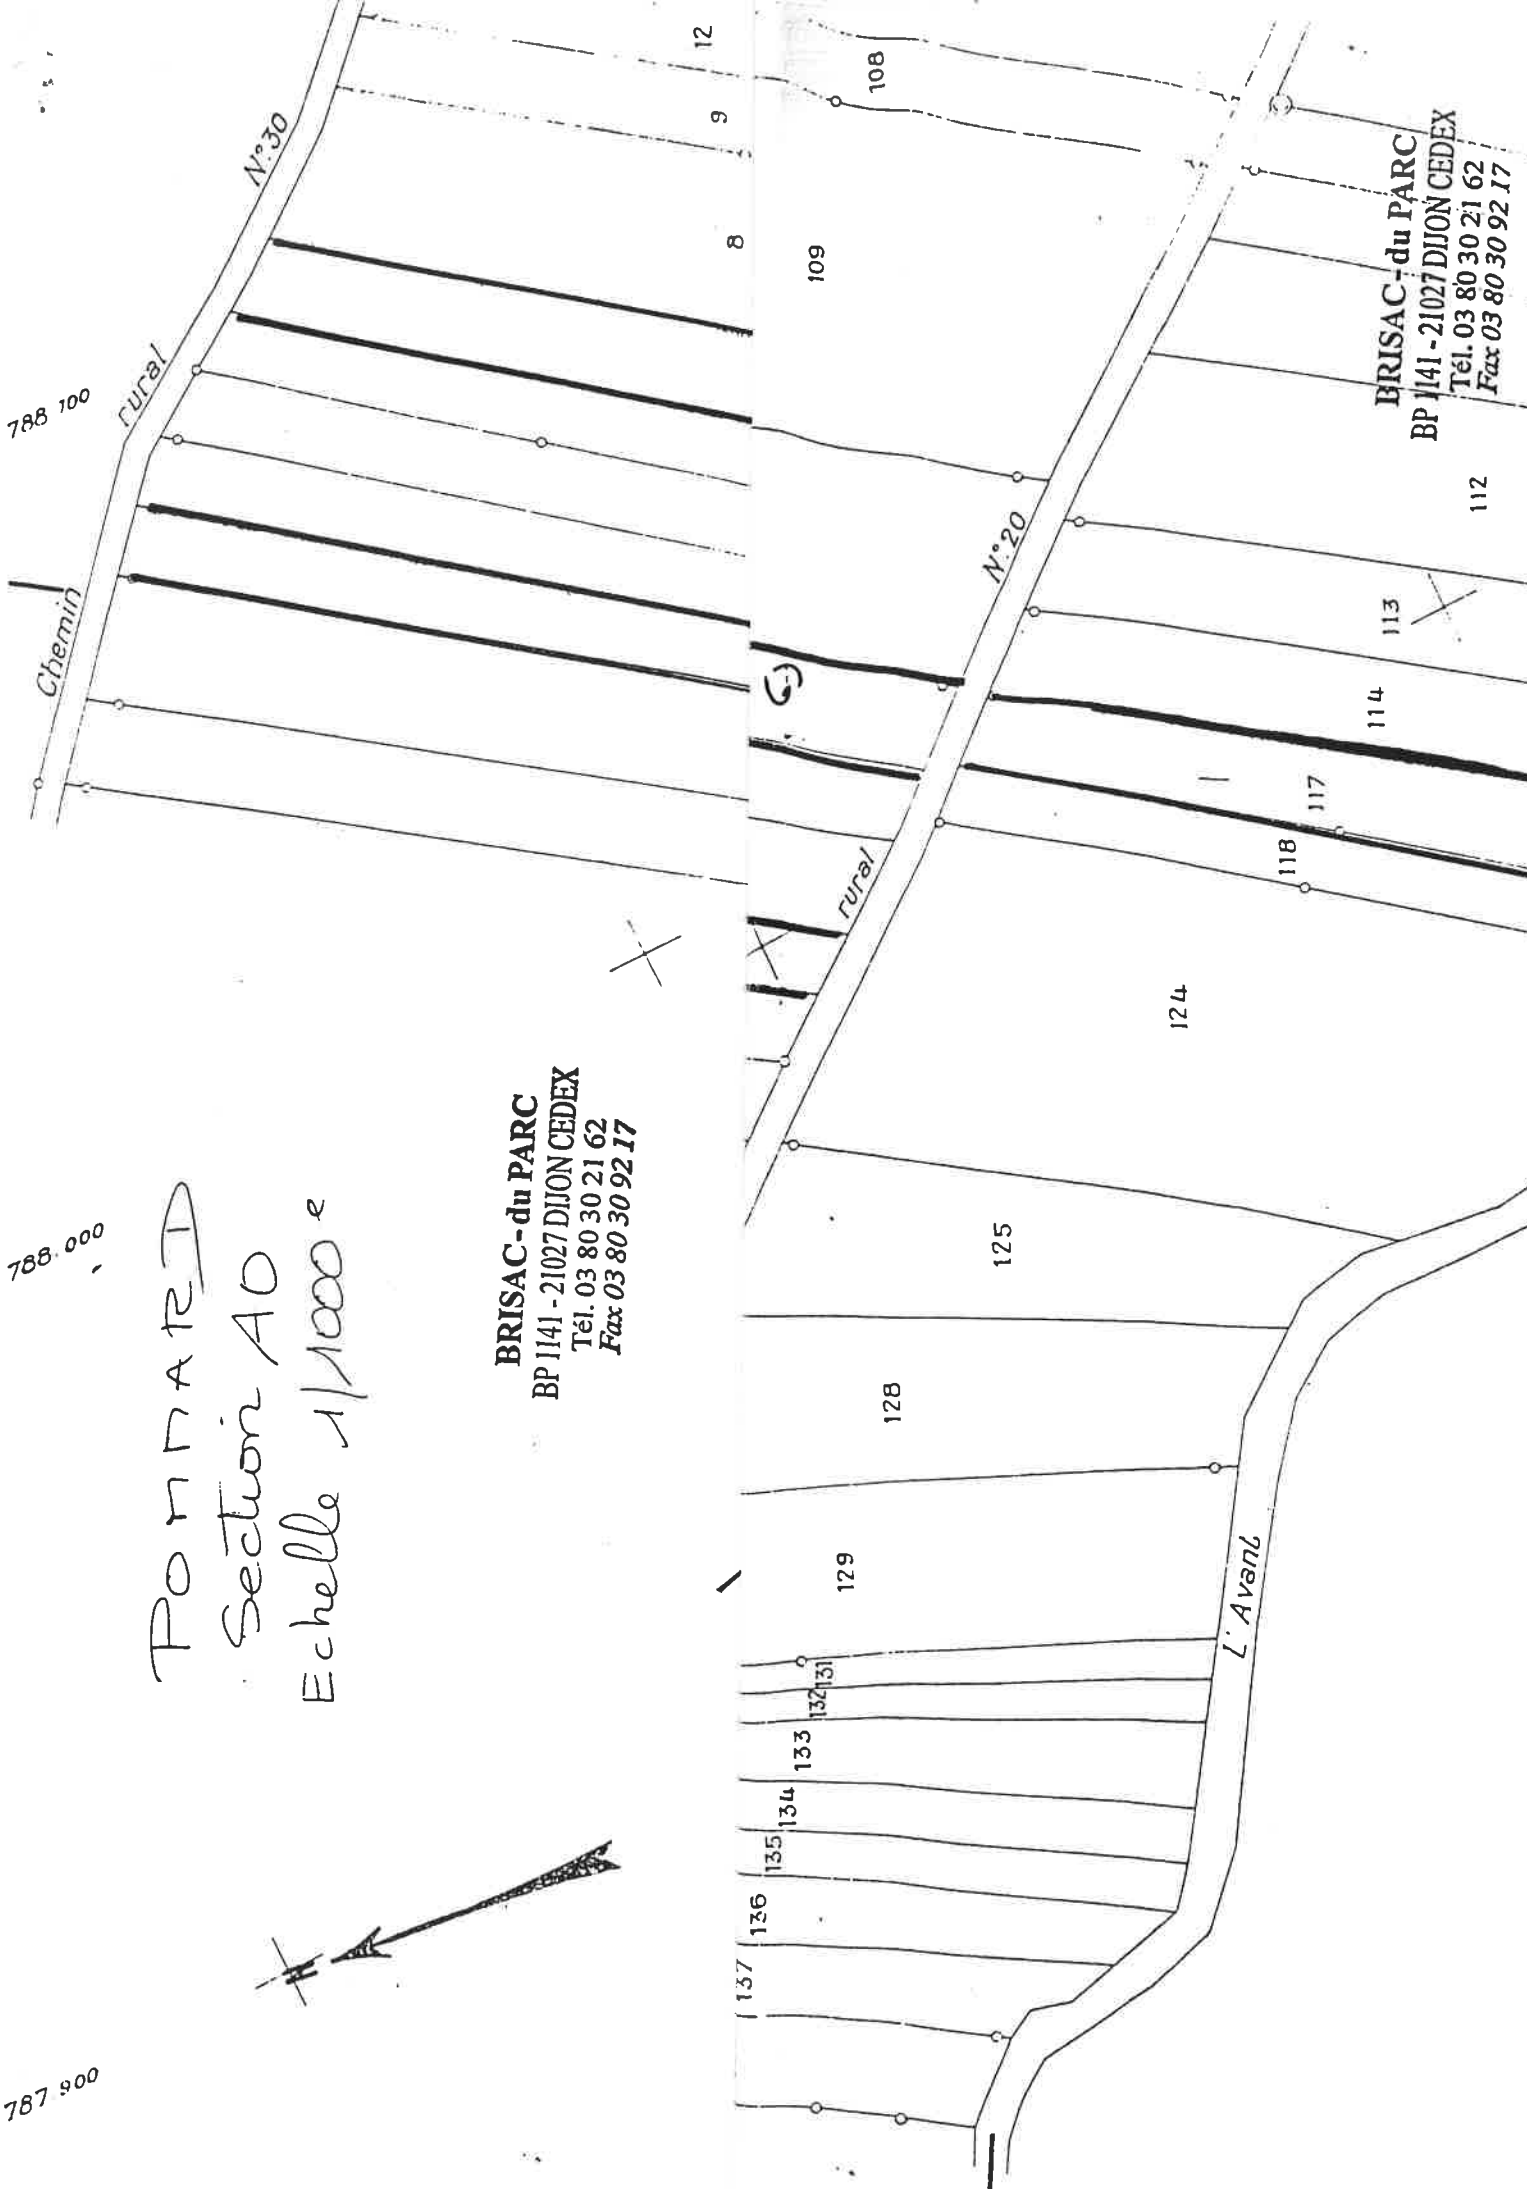 PommARD
Section AO
Echelle 1/1000e
788 100
788.000
787 900
Chemin rural N°:30
12
9
8
108
109
rural N°:20
BRISAC-du PARC
BP 1141 - 21027 DIJON CEDEX
Tél. 03 80 30 21 62
Fax 03 80 30 92 17
BRISAC-du PARC
BP 1141 - 21027 DIJON CEDEX
Tél. 03 80 30 21 62
Fax 03 80 30 92 17
112
113
114
117
118
124
125
128
129
131
132
133
134
135
136
137
L'Avant